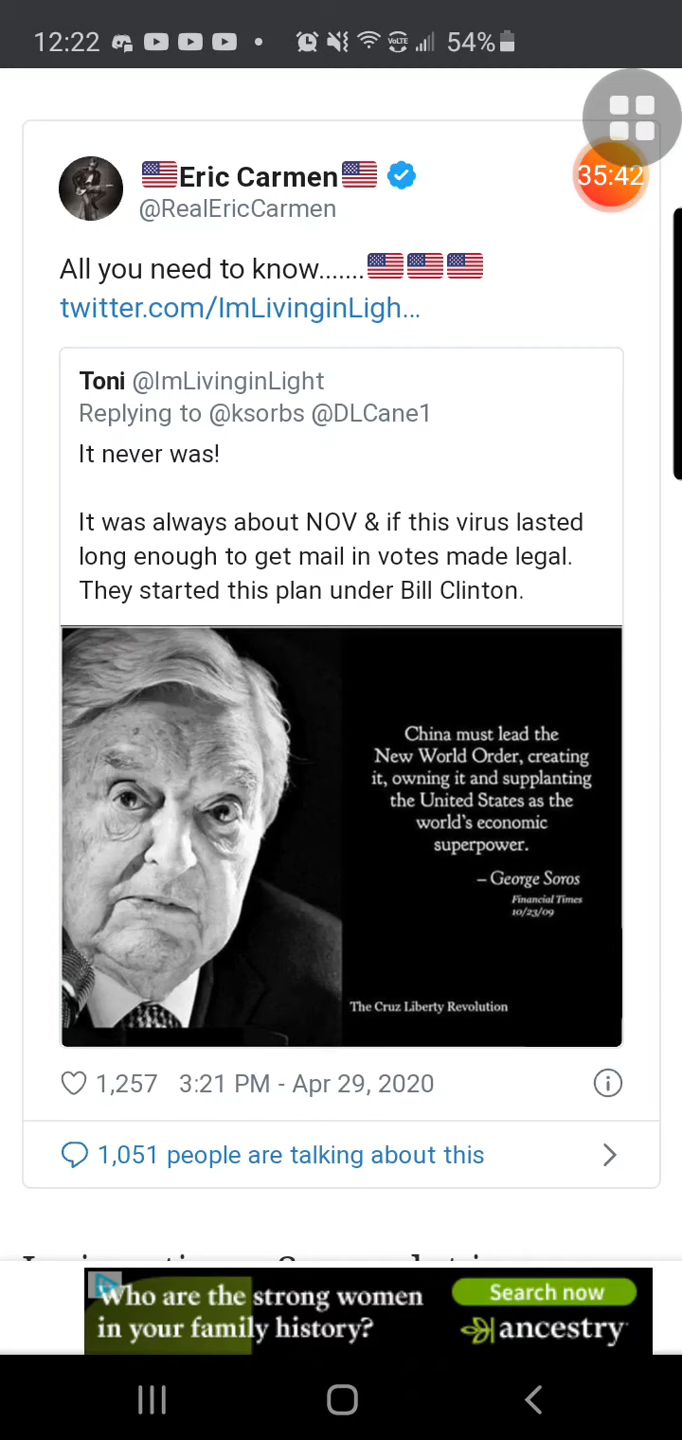 12:22 54%
35:42
Eric Carmen
@RealEricCarmen
All you need to know.......
twitter.com/ImLivinginLigh...
Toni @ImLivinginLight
Replying to @ksorbs @DLCane1
It never was!
It was always about NOV & if this virus lasted
long enough to get mail in votes made legal.
They started this plan under Bill Clinton.
China must lead the
New World Order, creating
it, owning it and supplanting
the United States as the
world's economic
superpower.
– George Soros
Financial Times
10/23/09
The Cruz Liberty Revolution
1,257 3:21 PM - Apr 29, 2020
1,051 people are talking about this
Who are the strong women
in your family history?
Search now
ancestry